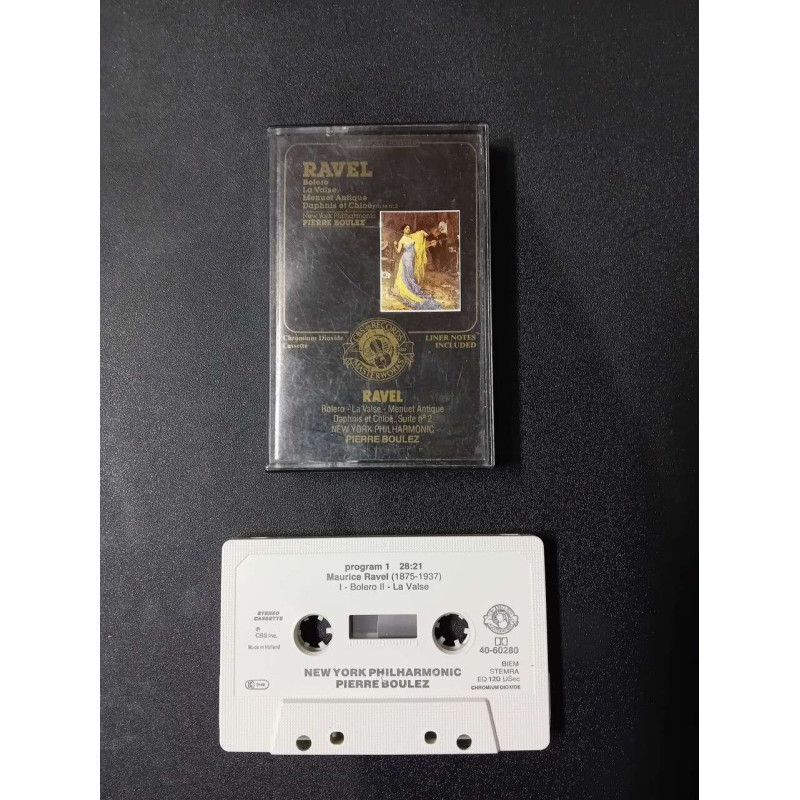 RAVEL
Bolero
La Valse
Menuet Antique
Daphnis et Chloé
New York Philharmonic
PIERRE BOULEZ
Chromium Dioxide
Cassette
CBS RECORDS
MASTERWORKS
LINER NOTES
INCLUDED
RAVEL
Bolero - La Valse - Menuet Antique
Daphnis et Chloé, Suite n° 2
NEW YORK PHILHARMONIC
PIERRE BOULEZ
program 1 28:21
Maurice Ravel (1875-1937)
I - Bolero II - La Valse
STEREO
CASSETTE
℗
CBS Inc.
Made in Holland
40-60280
BIEM
STEMRA
EQ 120 USec
CHROMIUM DIOXIDE
NEW YORK PHILHARMONIC
PIERRE BOULEZ